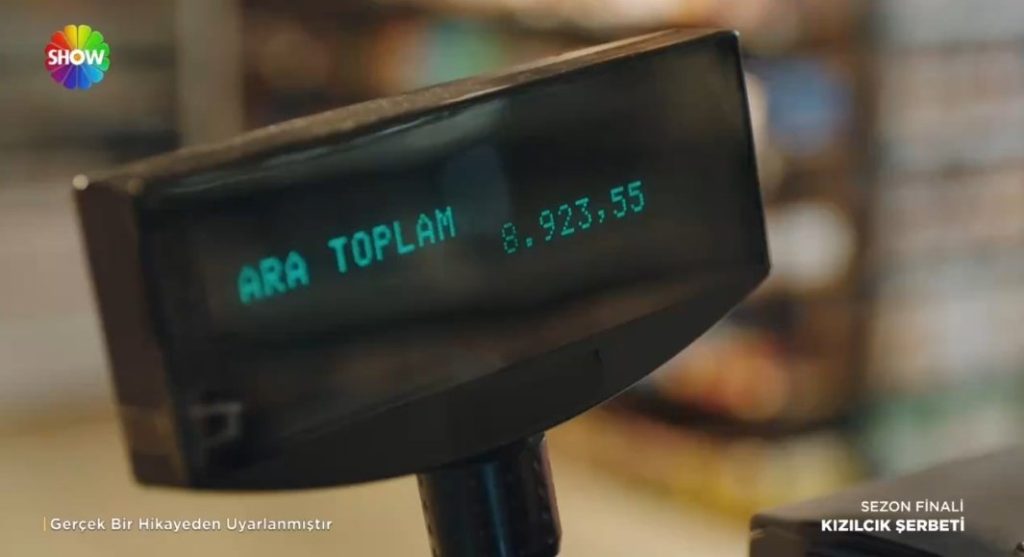 SHOW
ARA TOPLAM 8.923,55
Gerçek Bir Hikayeden Uyarlanmıştır
SEZON FİNALİ
KIZILCIK ŞERBETİ